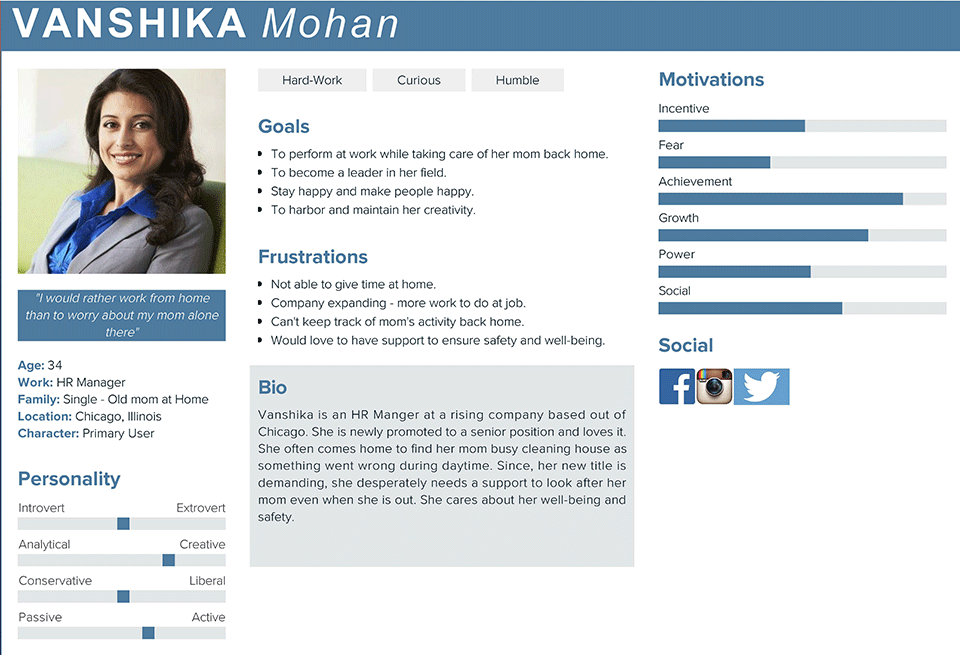 VANSHIKA Mohan
"I would rather work from home
than to worry about my mom alone
there"
Age: 34
Work: HR Manager
Family: Single - Old mom at Home
Location: Chicago, Illinois
Character: Primary User
Personality
Introvert Extrovert
Analytical Creative
Conservative Liberal
Passive Active
Hard-Work Curious Humble
Goals
To perform at work while taking care of her mom back home.
To become a leader in her field.
Stay happy and make people happy.
To harbor and maintain her creativity.
Frustrations
Not able to give time at home.
Company expanding - more work to do at job.
Can't keep track of mom's activity back home.
Would love to have support to ensure safety and well-being.
Bio
Vanshika is an HR Manger at a rising company based out of
Chicago. She is newly promoted to a senior position and loves it.
She often comes home to find her mom busy cleaning house as
something went wrong during daytime. Since, her new title is
demanding, she desperately needs a support to look after her
mom even when she is out. She cares about her well-being and
safety.
Motivations
Incentive
Fear
Achievement
Growth
Power
Social
Social